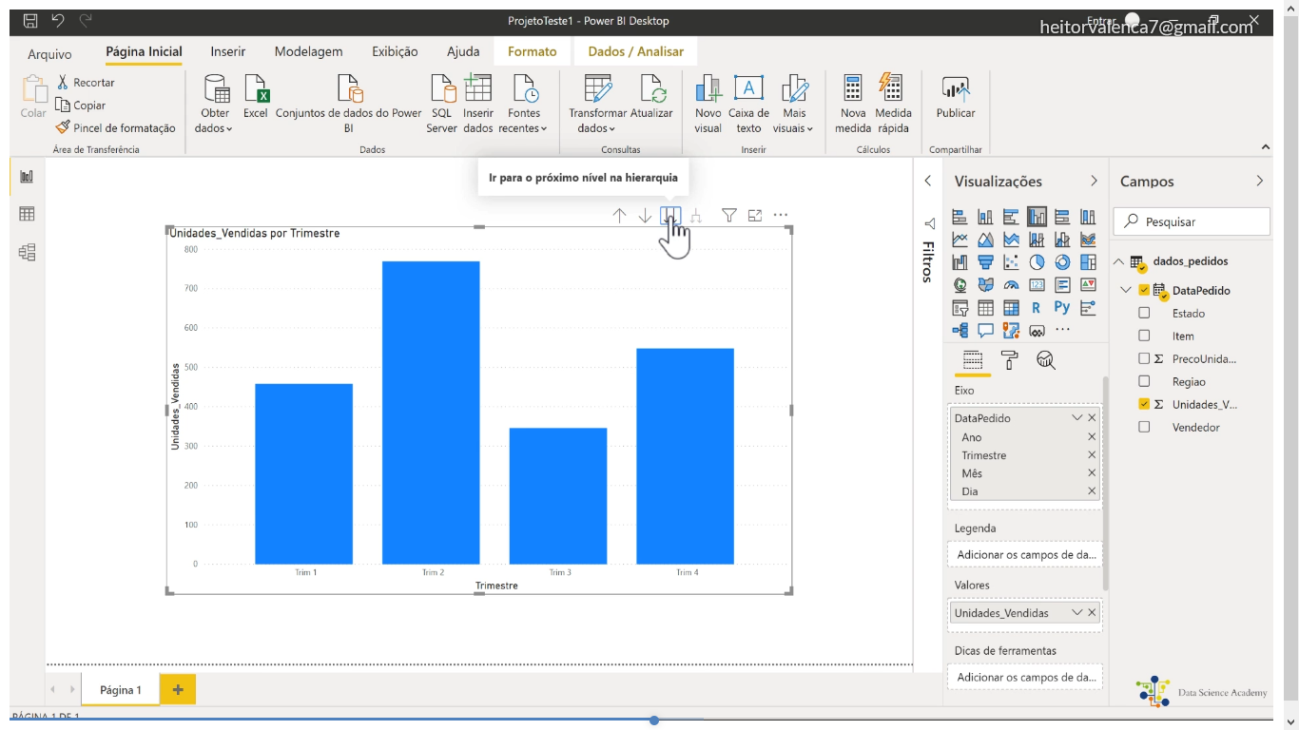 ProjetoTeste1 - Power BI Desktop
Entrar
heitorvalenca7@gmail.com
Arquivo
Página Inicial
Inserir
Modelagem
Exibição
Ajuda
Formato
Dados / Analisar
Colar
Recortar
Copiar
Pincel de formatação
Área de Transferência
Obter dados
Excel
Conjuntos de dados do Power BI
SQL Server
Inserir dados
Fontes recentes
Dados
Transformar dados
Atualizar
Consultas
Novo visual
Caixa de texto
Mais visuais
Inserir
Nova medida
Medida rápida
Cálculos
Publicar
Compartilhar
Ir para o próximo nível na hierarquia
Unidades_Vendidas por Trimestre
800
700
600
500
400
300
200
100
0
Unidades_Vendidas
Trim 1
Trim 2
Trim 3
Trim 4
Trimestre
Filtros
Visualizações
R
Py
Eixo
DataPedido
Ano
Trimestre
Mês
Dia
Legenda
Adicionar os campos de da...
Valores
Unidades_Vendidas
Dicas de ferramentas
Adicionar os campos de da...
Campos
Pesquisar
dados_pedidos
DataPedido
Estado
Item
PrecoUnida...
Regiao
Unidades_V...
Vendedor
Página 1
PÁGINA 1 DE 1
Data Science Academy